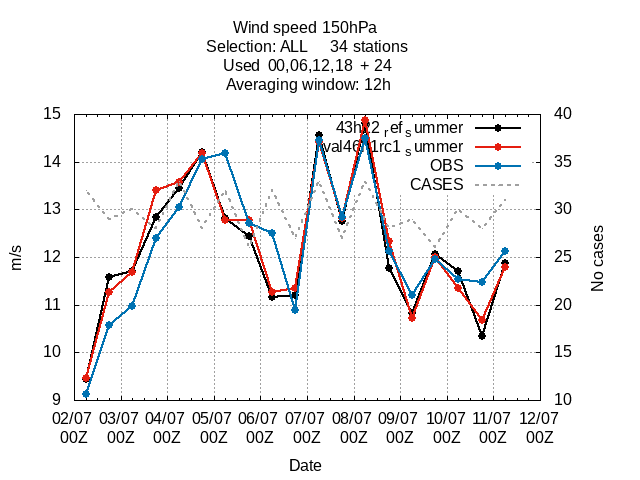 Wind speed 150hPa
Selection: ALL 34 stations
Used 00,06,12,18 + 24
Averaging window: 12h
15
14
13
12
11
10
9
m/s
40
35
30
25
20
15
10
No cases
ref_summer
summer
OBS
CASES
02/07 03/07 04/07 05/07 06/07 07/07 08/07 09/07 10/07 11/07 12/07
00Z 00Z 00Z 00Z 00Z 00Z 00Z 00Z 00Z 00Z 00Z
Date